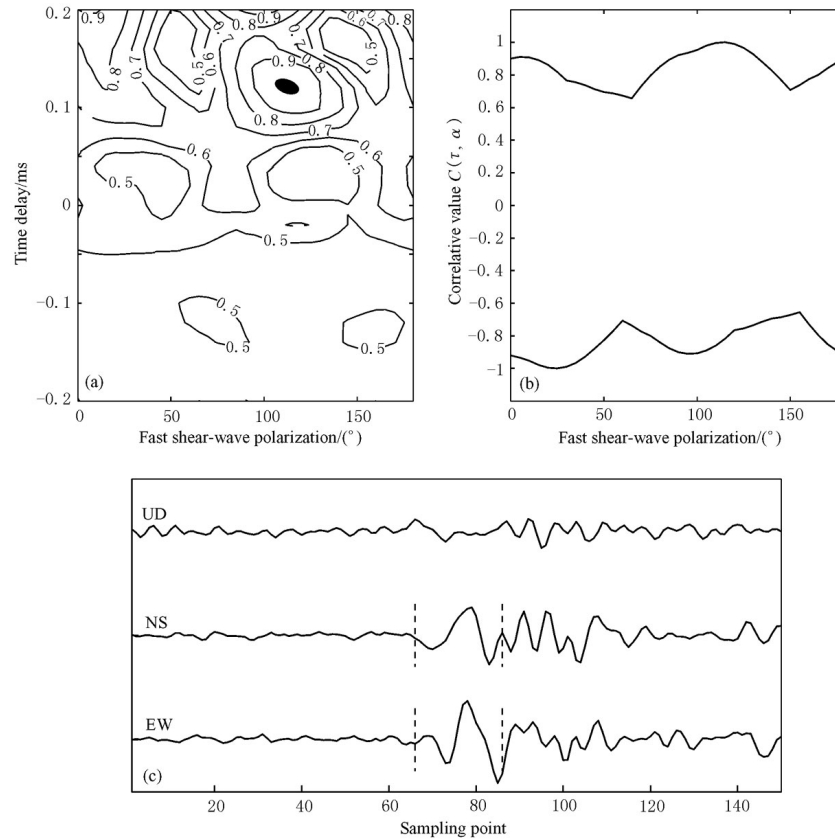 0.2
0.1
0
-0.1
-0.2
Time delay/ms
0.9
0.8
0.7
0.6
0.5
0.7
0.9
0.8
0.6
0.7
0.5
0.8
0.9
0.8
0.7
0.6
0.6
0.5
0.5
0.5
0.5
0.5
0.5
0.5
(a)
0 50 100 150
Fast shear-wave polarization/(°)
1
0.8
0.6
0.4
0.2
0
-0.2
-0.4
-0.6
-0.8
-1
Correlative value C(τ, α)
(b)
0 50 100 150
Fast shear-wave polarization/(°)
UD
NS
EW
(c)
20 40 60 80 100 120 140
Sampling point